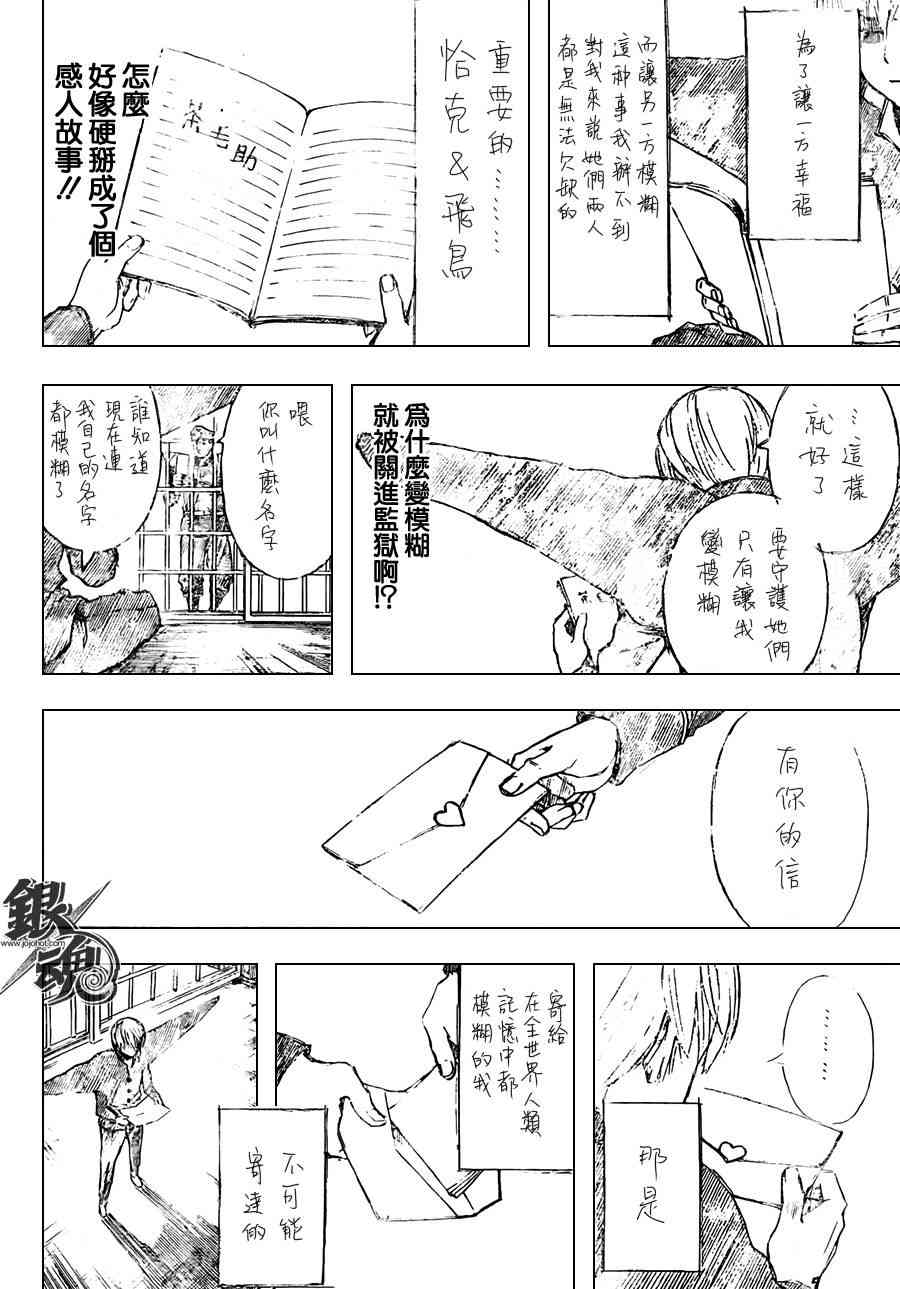 為了讓一方幸福
而讓另一方模糊
這种事我辦不到
對我來說她們兩人
都是無法欠缺的
重要的………
恰克&飛鳥
笨吉助
怎麼
好像硬掰成了個
感人故事!!
…這樣
就好了
要守護她們
只有讓我
變模糊
為什麼變模糊
就被關進監獄啊!?
喂
你叫什麼名字
誰知道
現在連
我自己的名字
都模糊了
有你的信
………
那是
寄給
在全世界人類
記憶中都
模糊的我
不可能
寄達的
銀魂
www.jojohot.com